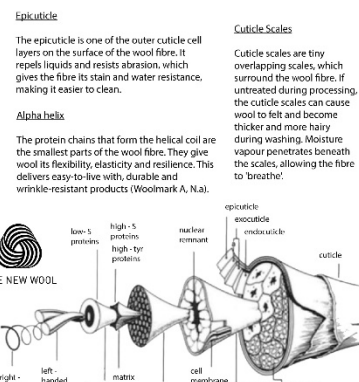 Epicuticle
The epicuticle is one of the outer cuticle cell
layers on the surface of the wool fibre. It
repels liquids and resists abrasion, which
gives the fibre its stain and water resistance,
making it easier to clean.
Alpha helix
The protein chains that form the helical coil are
the smallest parts of the wool fibre. They give
wool its flexibility, elasticity and resilience. This
delivers easy-to-live with, durable and
wrinkle-resistant products (Woolmark A, N.a).
Cuticle Scales
Cuticle scales are tiny
overlapping scales, which
surround the wool fibre. If
untreated during processing,
the cuticle scales can cause
wool to felt and become
thicker and more hairy
during washing. Moisture
vapour penetrates beneath
the scales, allowing the fibre
to 'breathe'.
epicuticle
exocuticle
endocuticle
cuticle
low- S
proteins
high - S
proteins
high - tyr
proteins
nuclear
remnant
E NEW WOOL
right -
left -
handed
matrix
cell
membrane